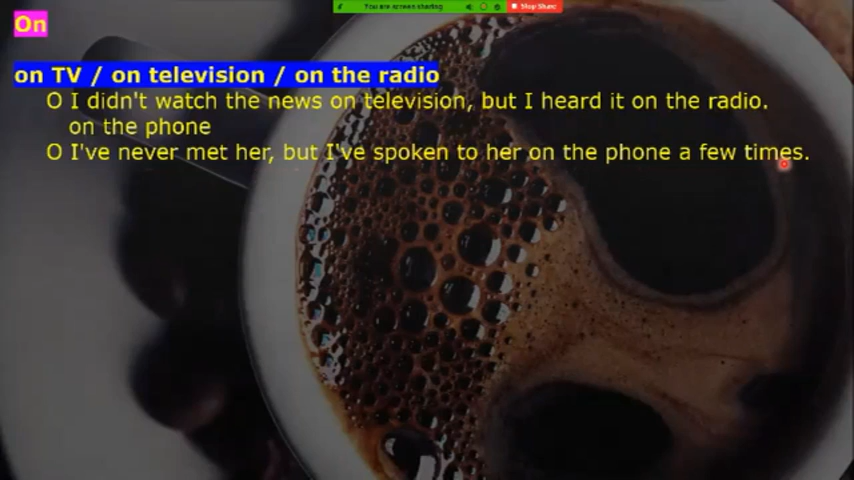 You are screen sharing
Stop Share
On
on TV / on television / on the radio
O I didn't watch the news on television, but I heard it on the radio.
on the phone
O I've never met her, but I've spoken to her on the phone a few times.